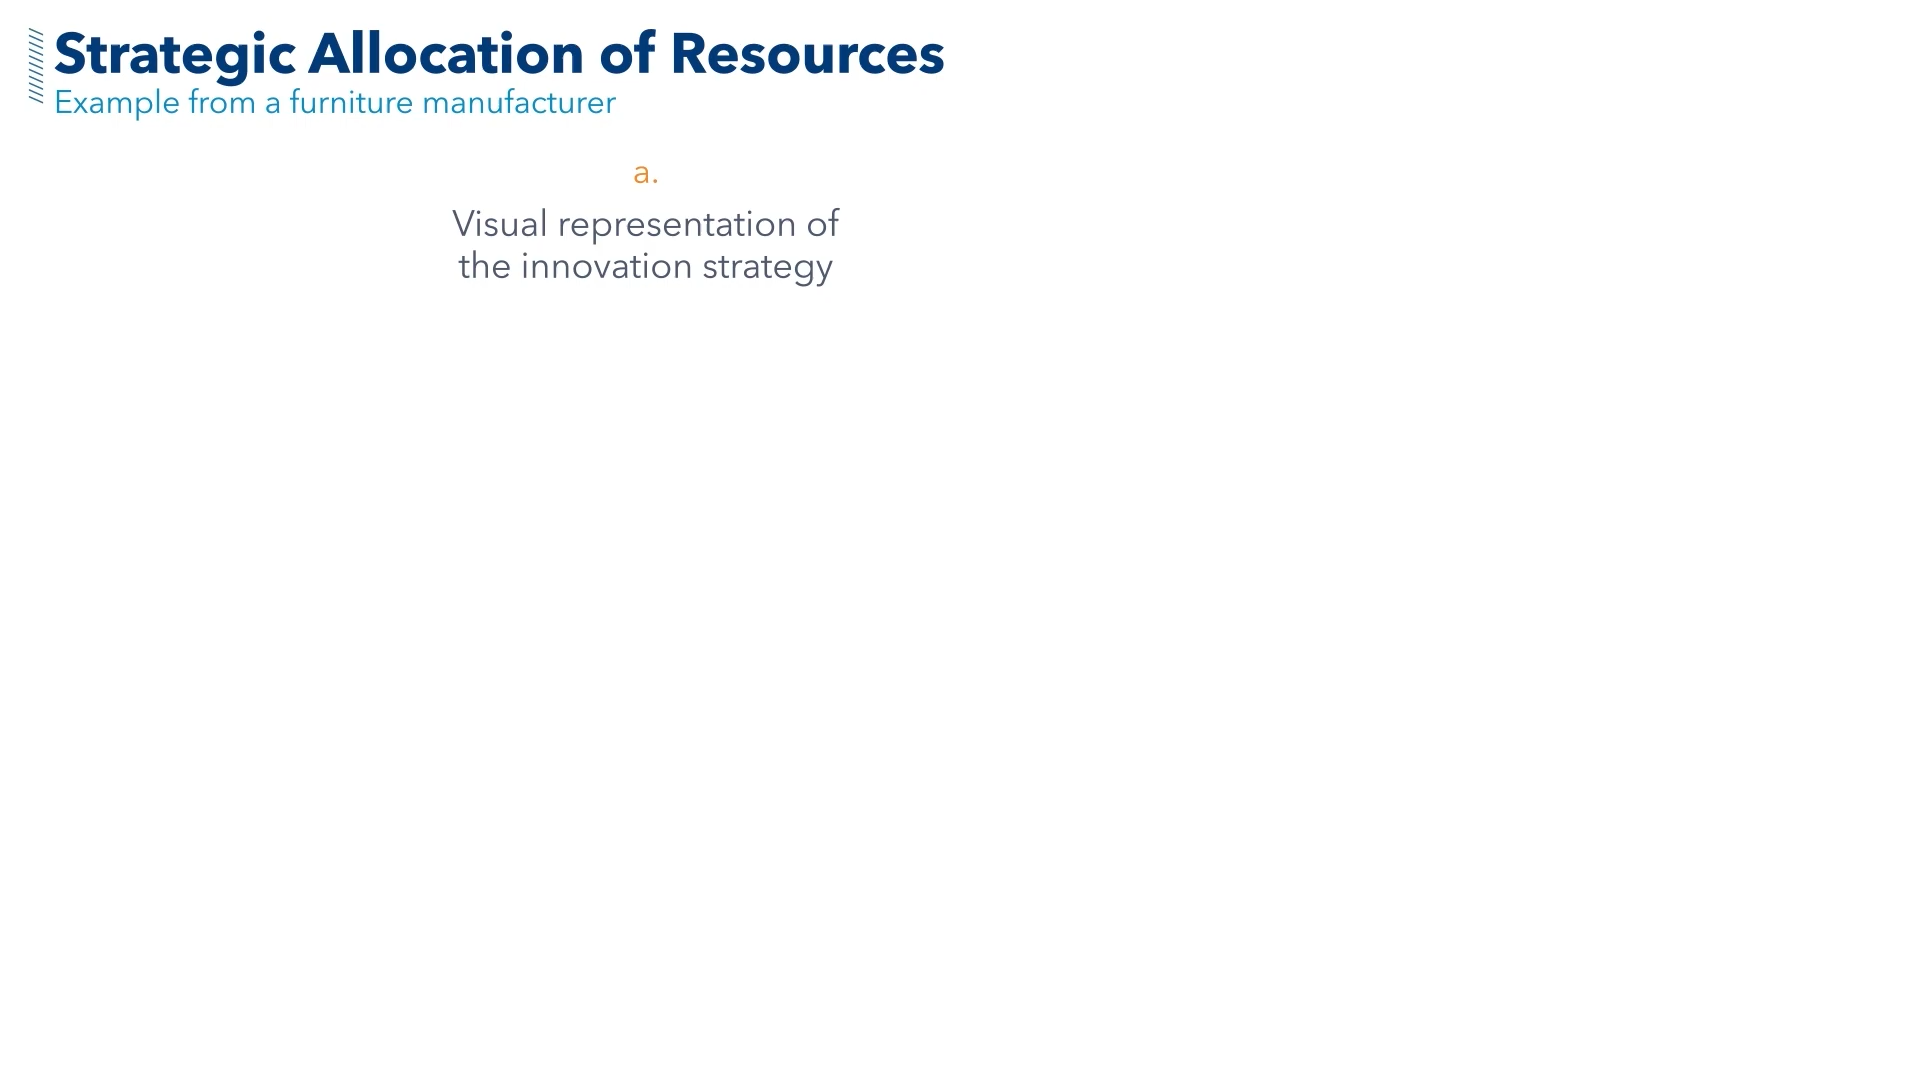 Strategic Allocation of Resources
Example from a furniture manufacturer
a.
Visual representation of
the innovation strategy